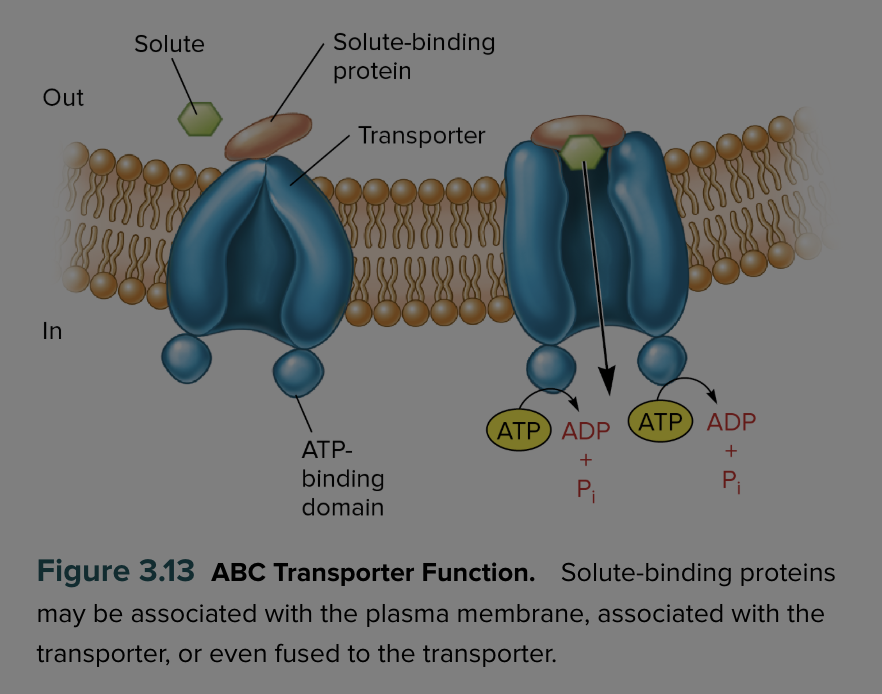 Solute
Solute-binding
protein
Out
Transporter
In
ATP
ADP
+
Pi
ATP
ADP
+
Pi
ATP-
binding
domain
Figure 3.13 ABC Transporter Function. Solute-binding proteins
may be associated with the plasma membrane, associated with the
transporter, or even fused to the transporter.